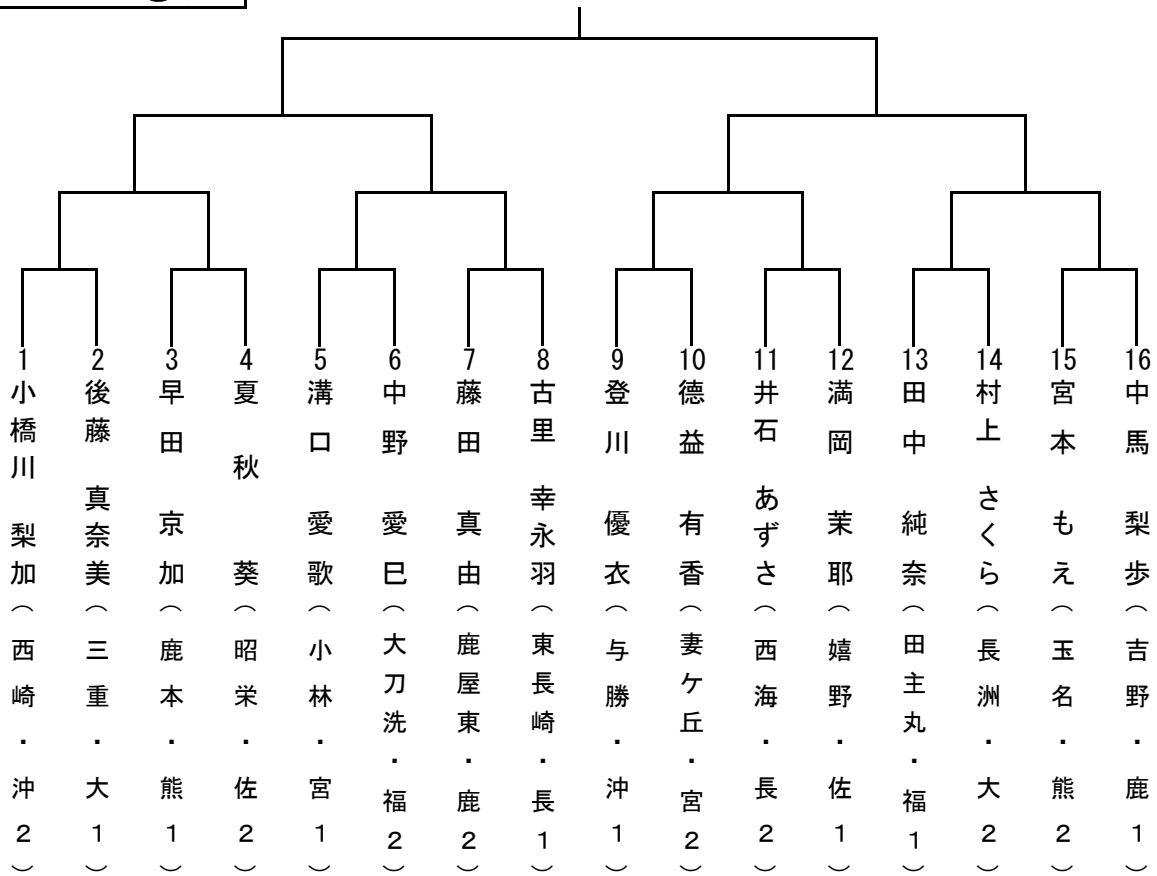 1 小橋川 梨加（西崎・沖2）
2 後藤 真奈美（三重・大1）
3 早田 京加（鹿本・熊1）
4 夏秋 葵（昭栄・佐2）
5 溝口 愛歌（小林・宮1）
6 中野 愛巳（大刀洗・福2）
7 藤田 真由（鹿屋東・鹿2）
8 古里 幸永羽（東長崎・長1）
9 登川 優衣（与勝・沖1）
10 德益 有香（妻ケ丘・宮2）
11 井石 あずさ（西海・長2）
12 満岡 茉耶（嬉野・佐1）
13 田中 純奈（田主丸・福1）
14 村上 さくら（長洲・大2）
15 宮本 もえ（玉名・熊2）
16 中馬 梨歩（吉野・鹿1）